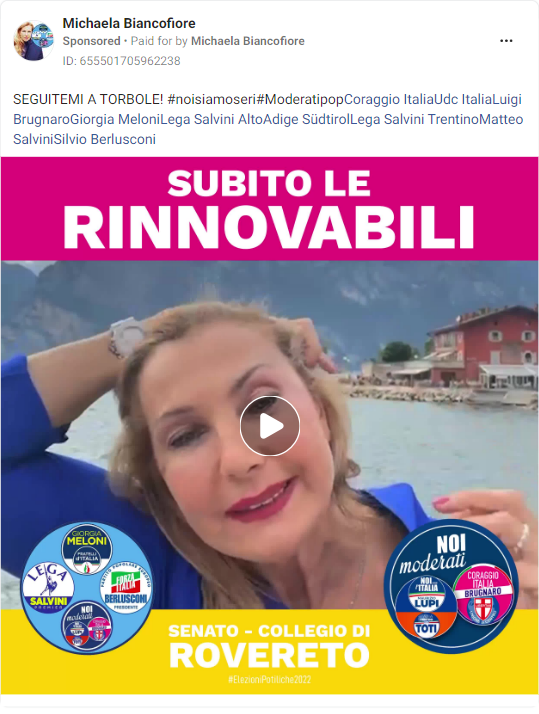 Michaela Biancofiore
Sponsored • Paid for by Michaela Biancofiore
ID: 655501705962238
SEGUITEMI A TORBOLE! #noisiamoseri#ModeratipopCoraggio ItaliaUdc ItaliaLuigi
BrugnaroGiorgia MeloniLega Salvini AltoAdige SüdtirolLega Salvini TrentinoMatteo
SalviniSilvio Berlusconi
SUBITO LE
RINNOVABILI
GIORGIA
MELONI
FRATELLI
d'ITALIA
LEGA
SALVINI
PREMIER
FORZA
ITALIA
BERLUSCONI
PRESIDENTE
NOI
moderati
NOI
moderati
NOI con
l'ITALIA
LUPI
TOTI
CORAGGIO
ITALIA
BRUGNARO
SENATO - COLLEGIO DI
ROVERETO
#ElezioniPolitiche2022